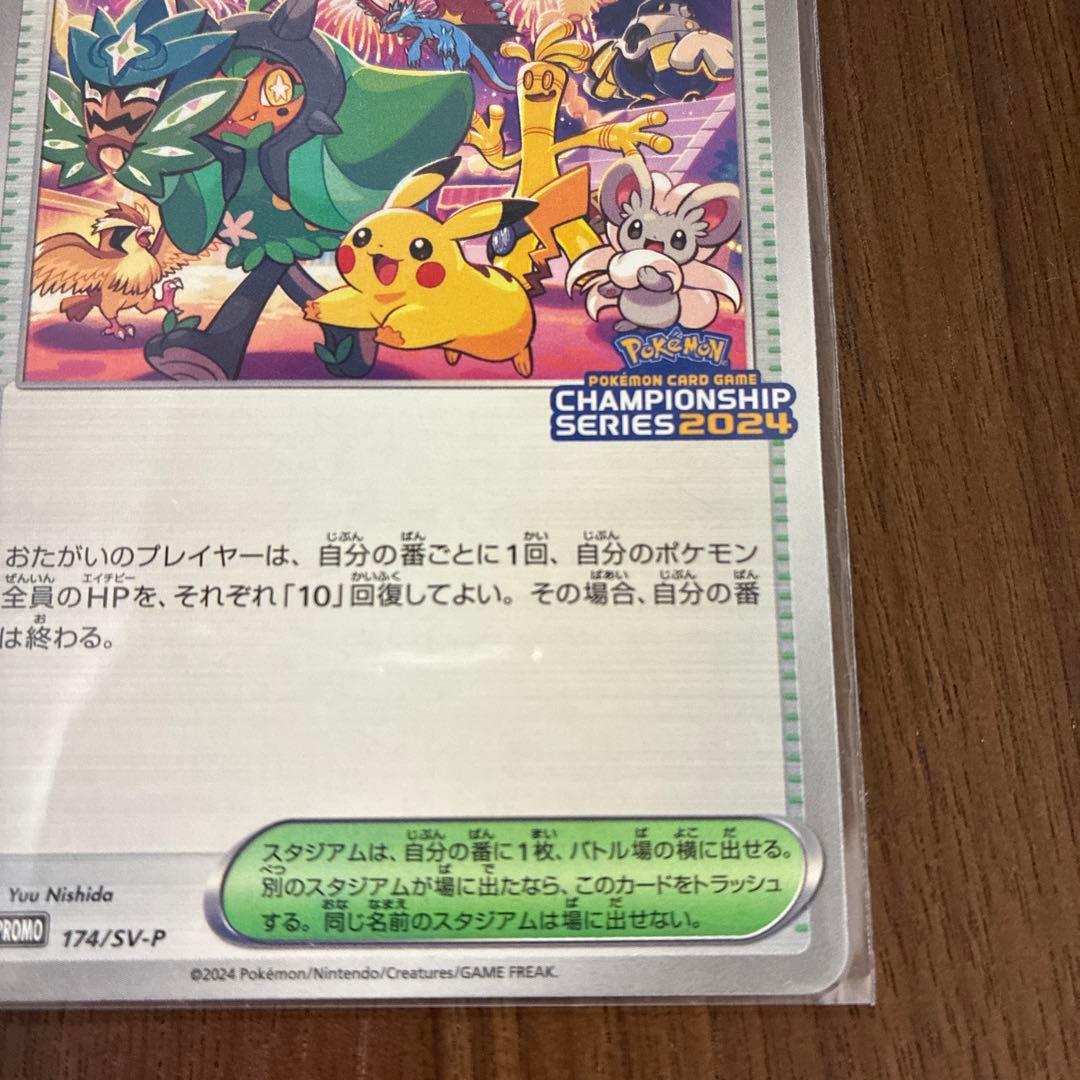 Pokémon
POKÉMON CARD GAME
CHAMPIONSHIP
SERIES 2024
おたがいのプレイヤーは、自分の番ごとに1回、自分のポケモン
全員のHPを、それぞれ「10」回復してよい。その場合、自分の番
は終わる。
スタジアムは、自分の番に1枚、バトル場の横に出せる。
別のスタジアムが場に出たなら、このカードをトラッシュ
する。同じ名前のスタジアムは場に出せない。
Yuu Nishida
PROMO 174/SV-P
©2024 Pokémon/Nintendo/Creatures/GAME FREAK.